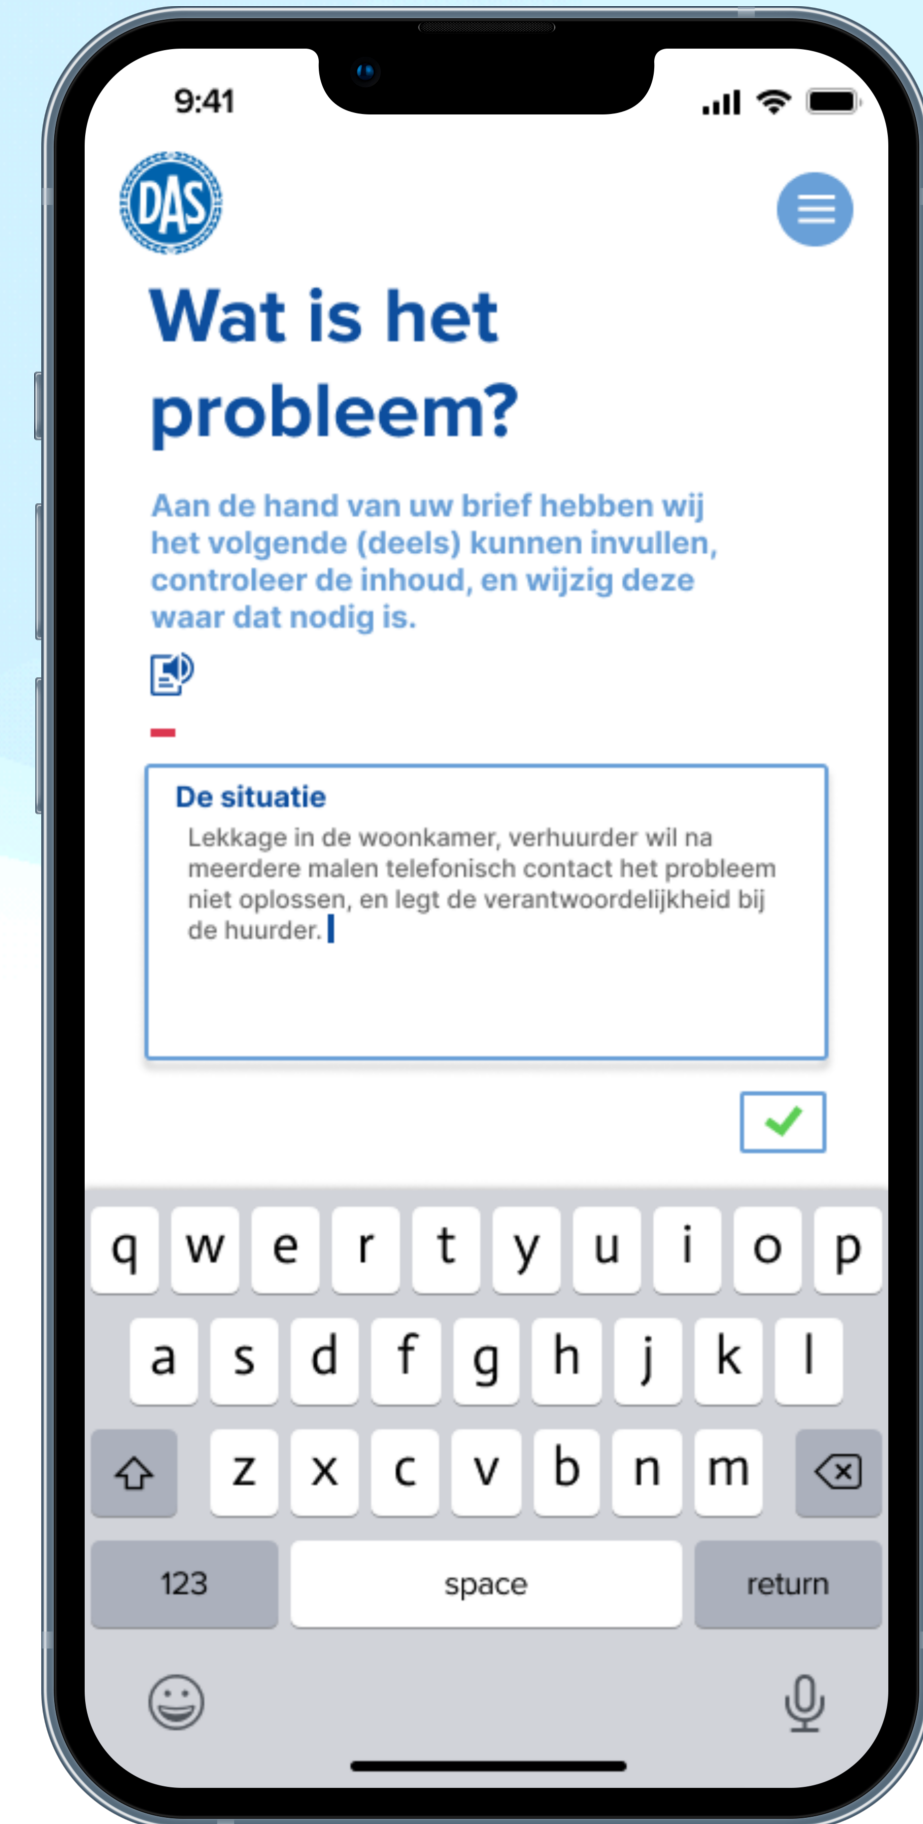 9:41
DAS
Wat is het
probleem?
Aan de hand van uw brief hebben wij
het volgende (deels) kunnen invullen,
controleer de inhoud, en wijzig deze
waar dat nodig is.
De situatie
Lekkage in de woonkamer, verhuurder wil na
meerdere malen telefonisch contact het probleem
niet oplossen, en legt de verantwoordelijkheid bij
de huurder.
q w e r t y u i o p
a s d f g h j k l
z x c v b n m
123 space return